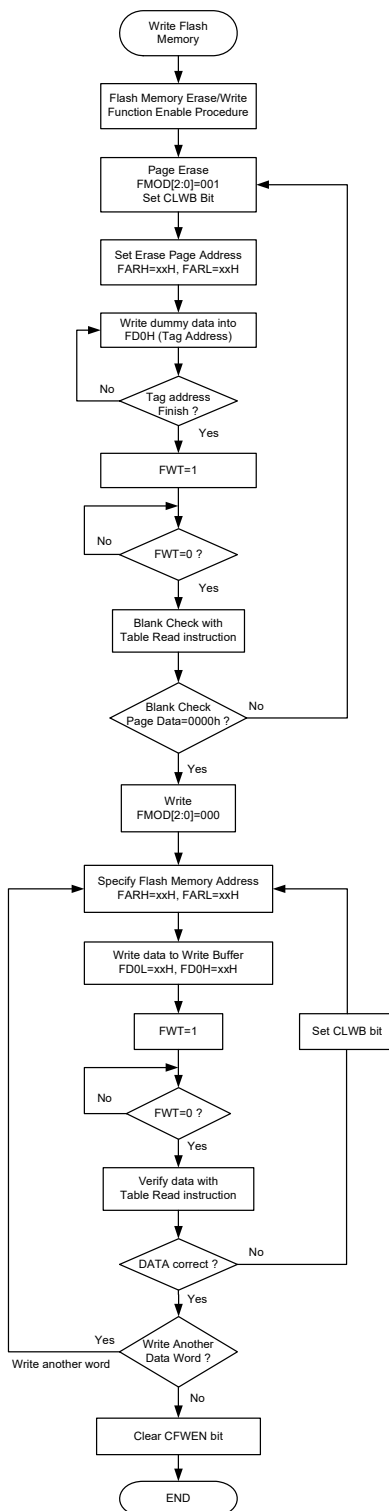 Write Flash
Memory
Flash Memory Erase/Write
Function Enable Procedure
Page Erase
FMOD[2:0]=001
Set CLWB Bit
Set Erase Page Address
FARH=xxH, FARL=xxH
Write dummy data into
FD0H (Tag Address)
No
Tag address
Finish ?
Yes
FWT=1
No
FWT=0 ?
Yes
Blank Check with
Table Read instruction
Blank Check
Page Data=0000h ?
No
Yes
Write
FMOD[2:0]=000
Specify Flash Memory Address
FARH=xxH, FARL=xxH
Write data to Write Buffer
FD0L=xxH, FD0H=xxH
FWT=1
Set CLWB bit
No
FWT=0 ?
Yes
Verify data with
Table Read instruction
DATA correct ?
No
Yes
Yes
Write another word
Write Another
Data Word ?
No
Clear CFWEN bit
END